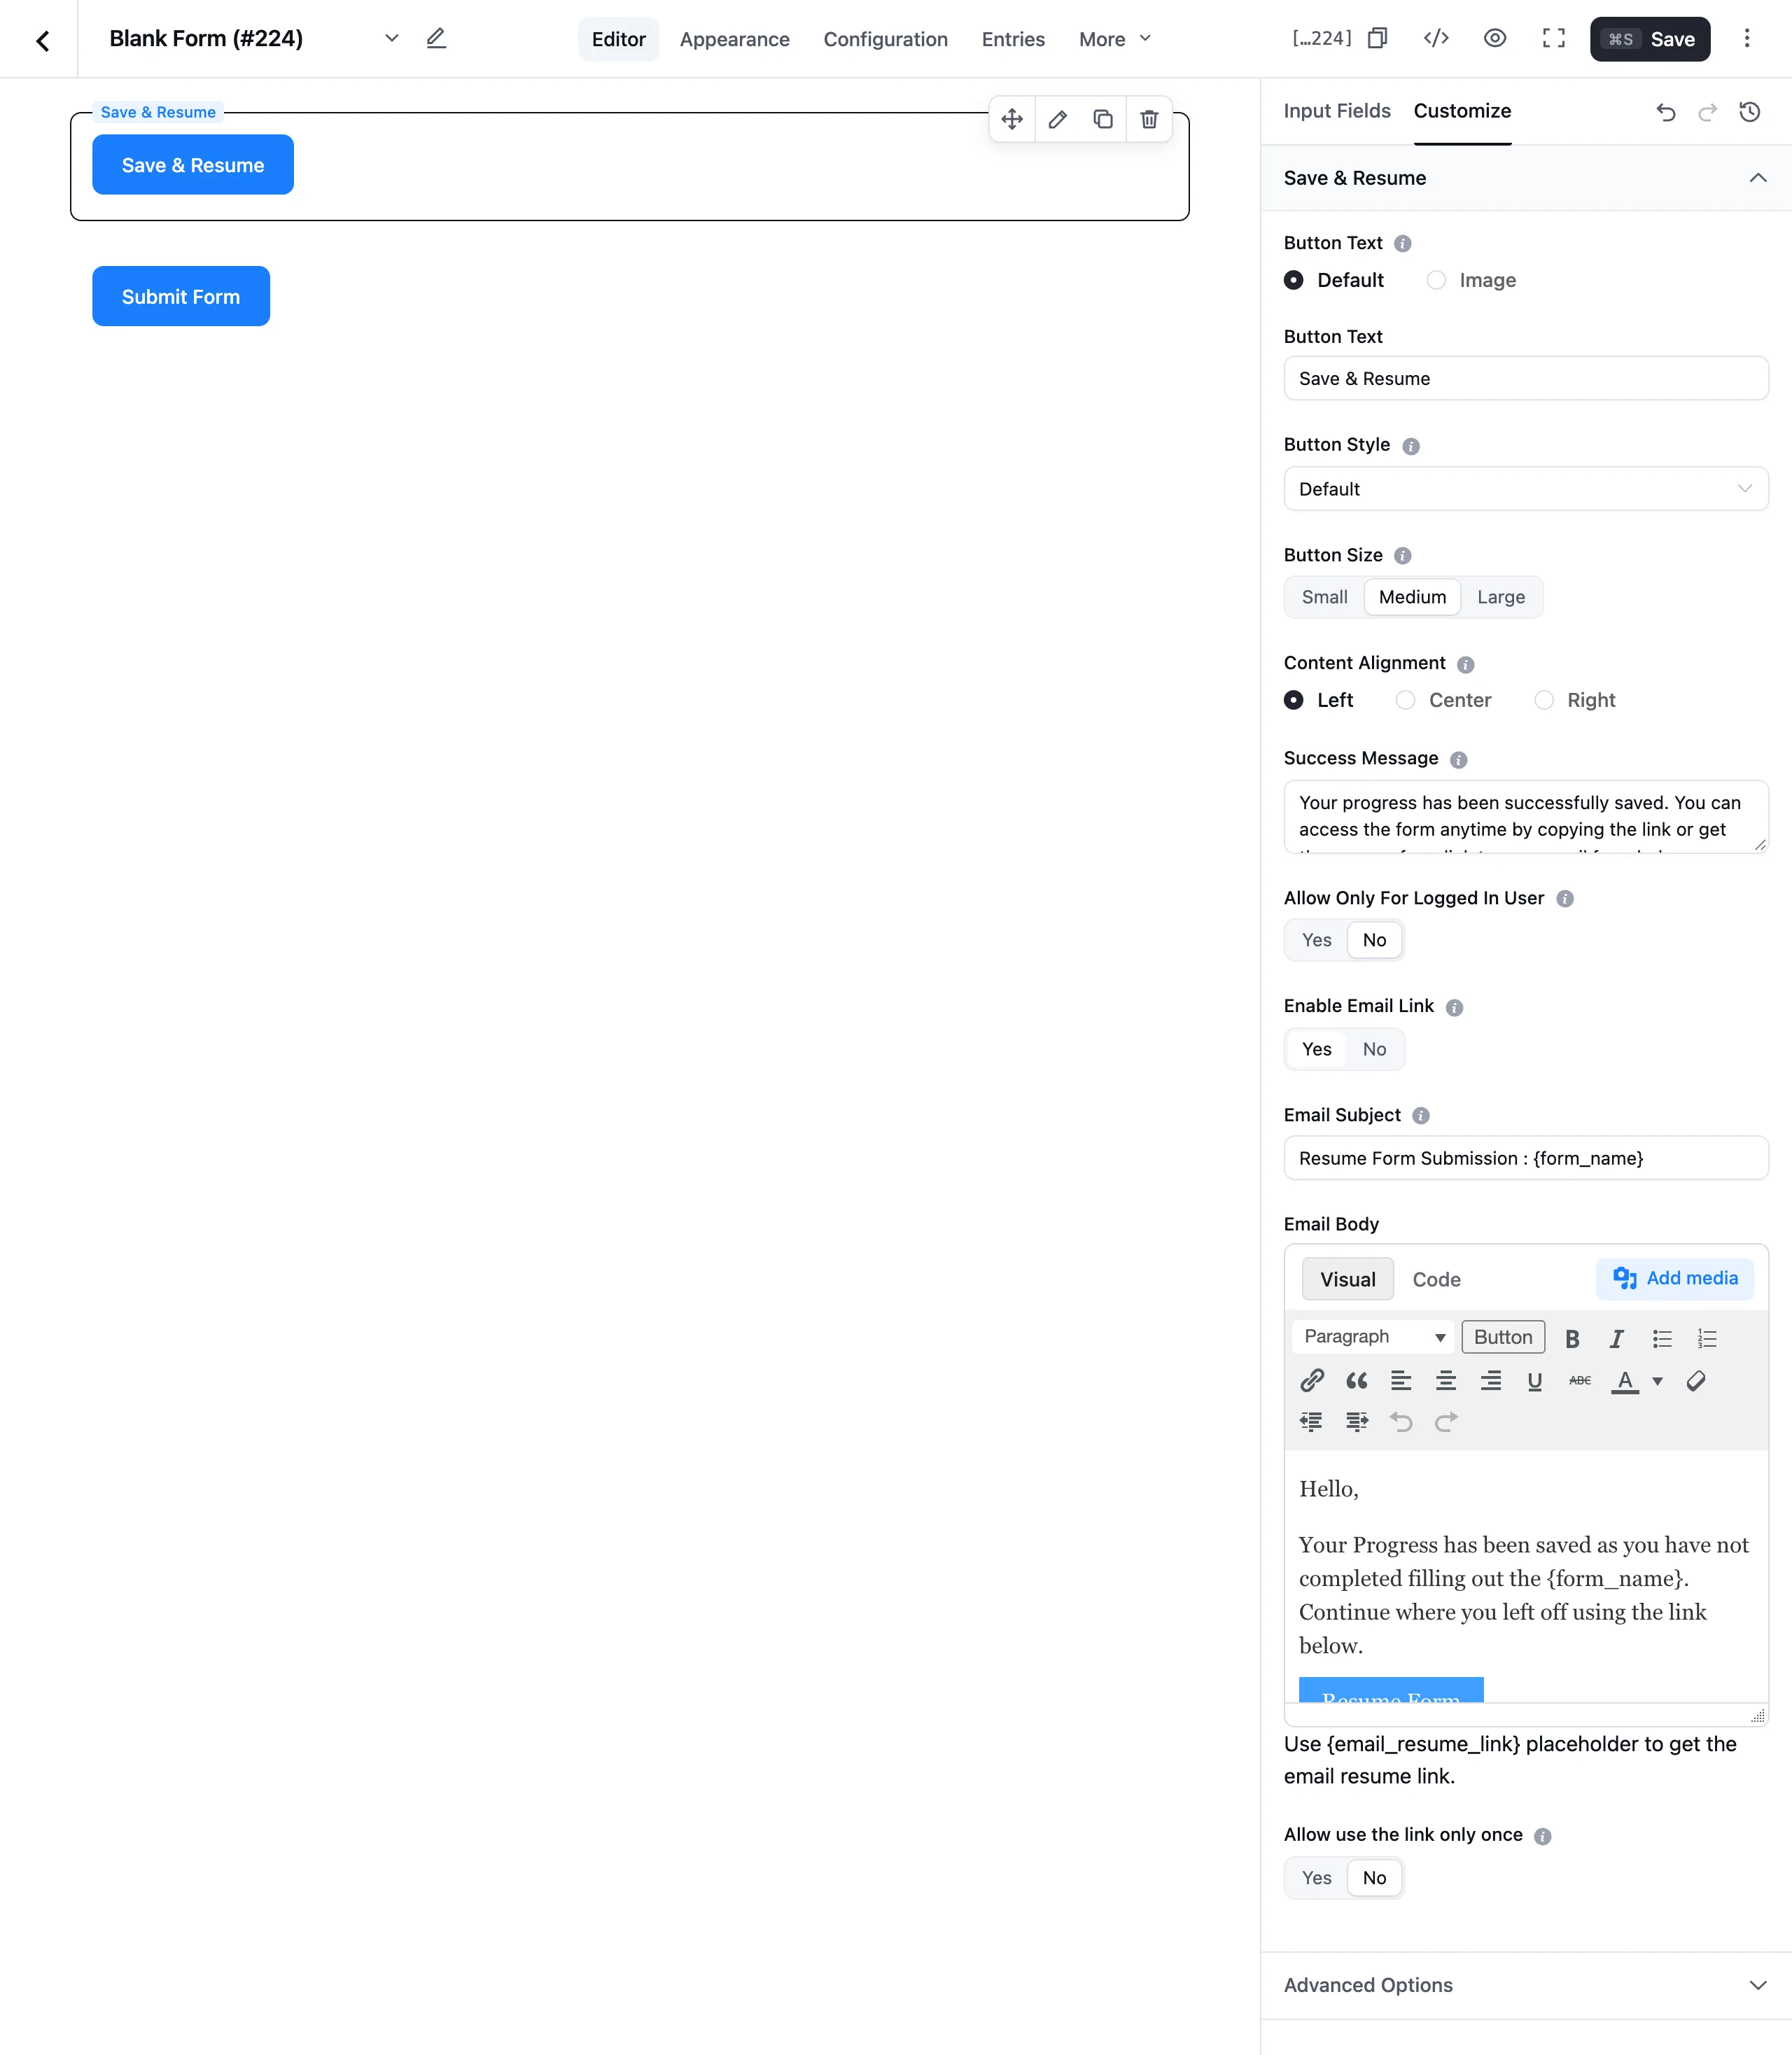 Blank Form (#224)
Editor
Appearance
Configuration
Entries
More
[...224]
⌘S Save
Save & Resume
Save & Resume
Submit Form
Input Fields
Customize
Save & Resume
Button Text
Default
Image
Button Text
Save & Resume
Button Style
Default
Button Size
Small
Medium
Large
Content Alignment
Left
Center
Right
Success Message
Your progress has been successfully saved. You can
access the form anytime by copying the link or get
Allow Only For Logged In User
Yes
No
Enable Email Link
Yes
No
Email Subject
Resume Form Submission : {form_name}
Email Body
Visual
Code
Add media
Paragraph
Button
B
I
U
ABC
A
Hello,
Your Progress has been saved as you have not
completed filling out the {form_name}.
Continue where you left off using the link
below.
Resume Form
Use {email_resume_link} placeholder to get the
email resume link.
Allow use the link only once
Yes
No
Advanced Options